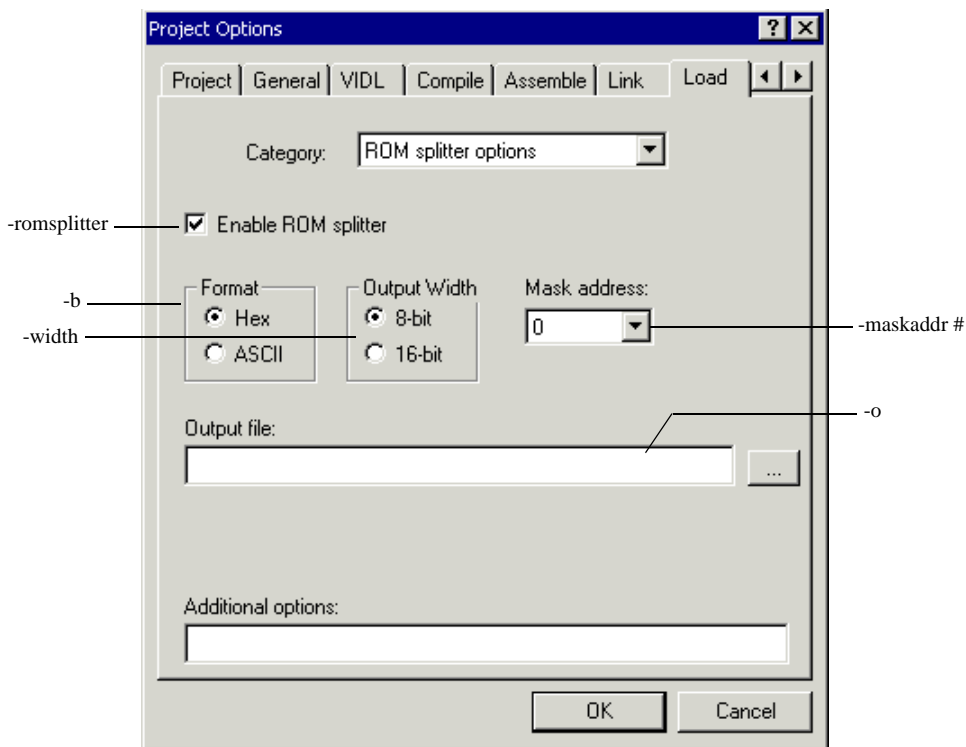 Project Options
Project General VIDL Compile Assemble Link Load
Category: ROM splitter options
-romsplitter Enable ROM splitter
Format Output Width Mask address:
-b
Hex 8-bit 0 -maskaddr #
-width
ASCII 16-bit
-o
Output file:
...
Additional options:
OK Cancel